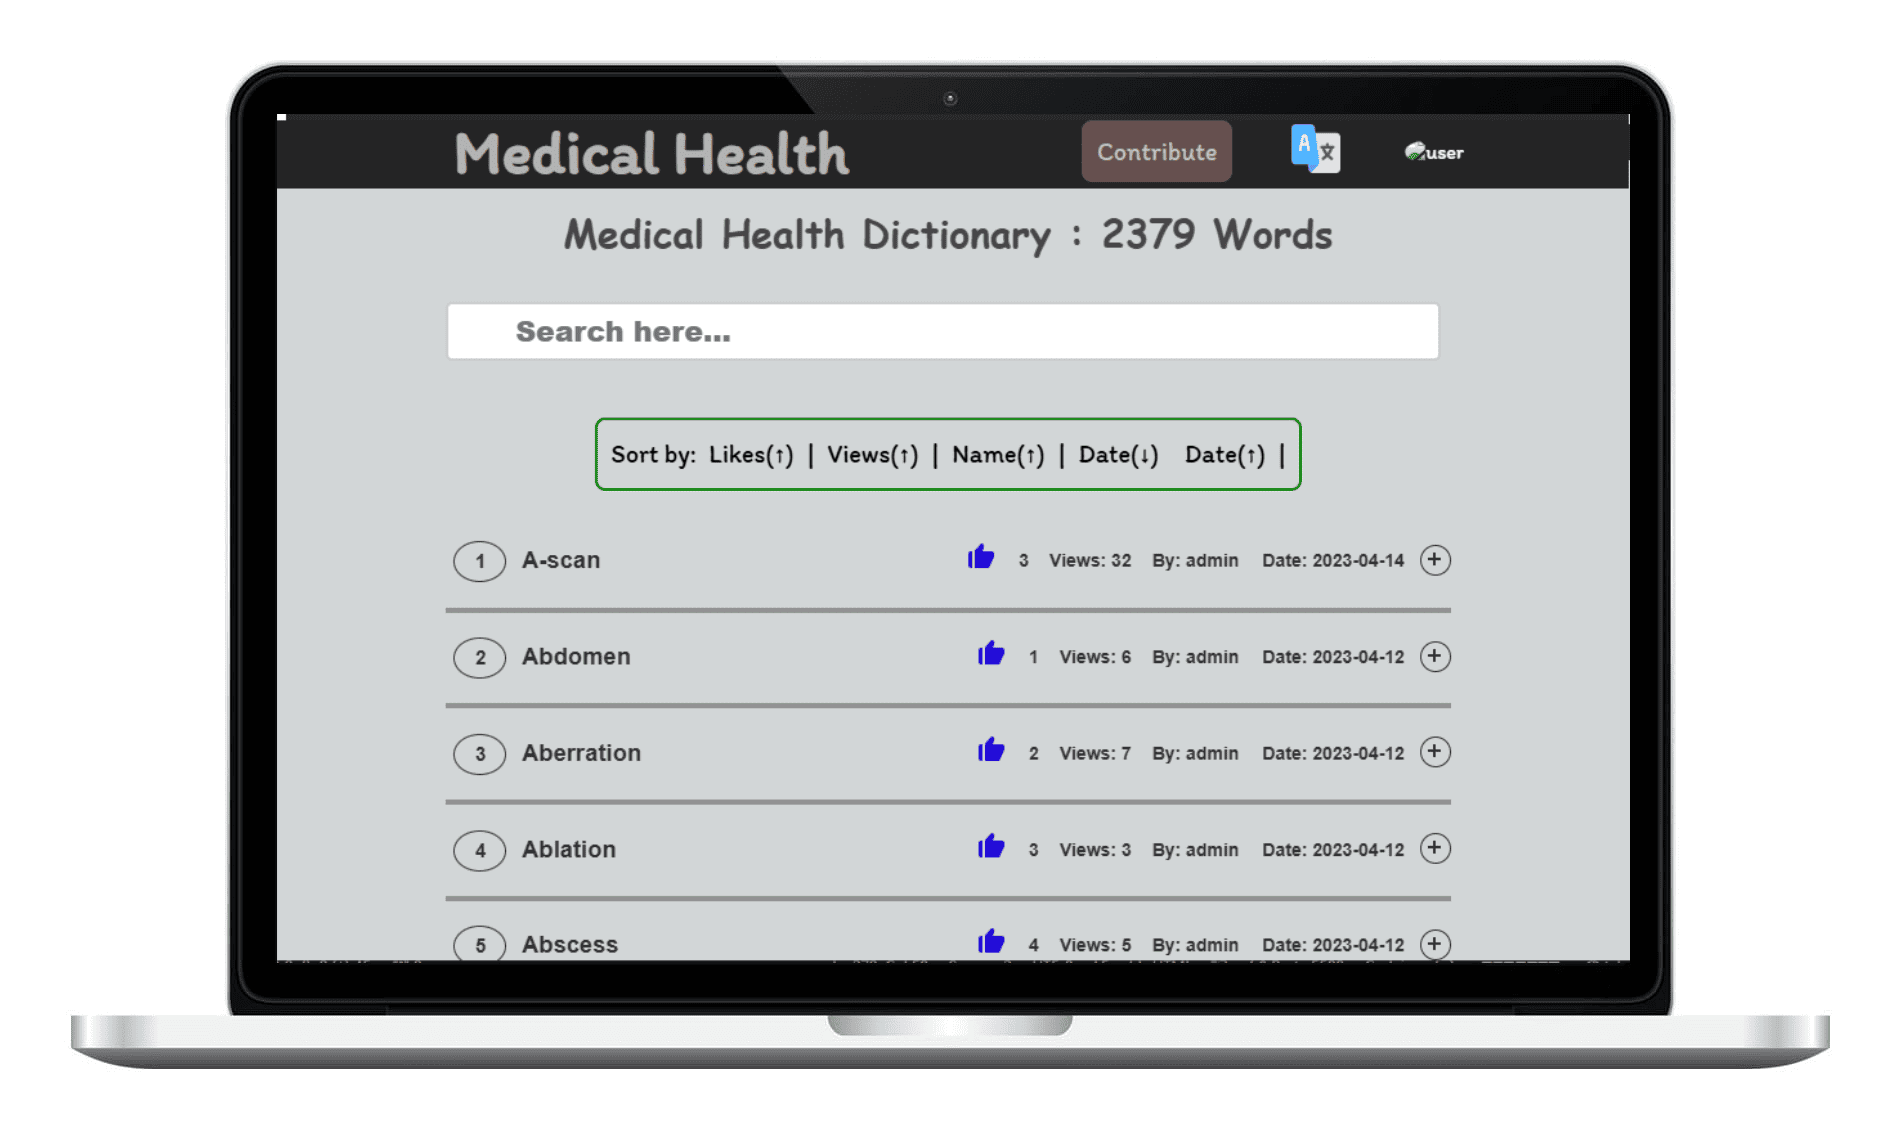 Medical Health
Contribute
A 文
user
Medical Health Dictionary : 2379 Words
Search here...
Sort by: Likes(↑) | Views(↑) | Name(↑) | Date(↓) Date(↑) |
1 A-scan 3 Views: 32 By: admin Date: 2023-04-14 +
2 Abdomen 1 Views: 6 By: admin Date: 2023-04-12 +
3 Aberration 2 Views: 7 By: admin Date: 2023-04-12 +
4 Ablation 3 Views: 3 By: admin Date: 2023-04-12 +
5 Abscess 4 Views: 5 By: admin Date: 2023-04-12 +